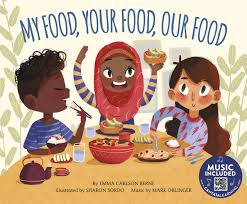 MY FOOD, YOUR FOOD, OUR FOOD
MUSIC
INCLUDED
BY EMMA CARLSON BERNE
ILLUSTRATED BY SHARON SORDO MUSIC BY MARK OBLINGER